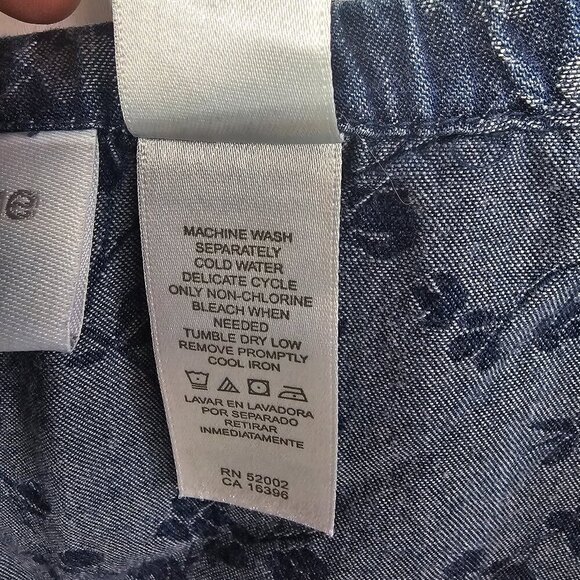 MACHINE WASH
SEPARATELY
COLD WATER
DELICATE CYCLE
ONLY NON-CHLORINE
BLEACH WHEN
NEEDED
TUMBLE DRY LOW
REMOVE PROMPTLY
COOL IRON
LAVAR EN LAVADORA
POR SEPARADO
RETIRAR
INMEDIATAMENTE
RN 52002
CA 16396